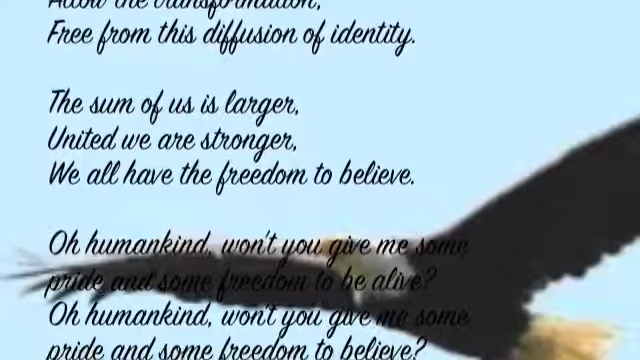 Allow the transformation,
Free from this diffusion of identity.
The sum of us is larger,
United we are stronger,
We all have the freedom to believe.
Oh humankind, won't you give me some
pride and some freedom to be alive?
Oh humankind, won't you give me some
pride and some freedom to believe?